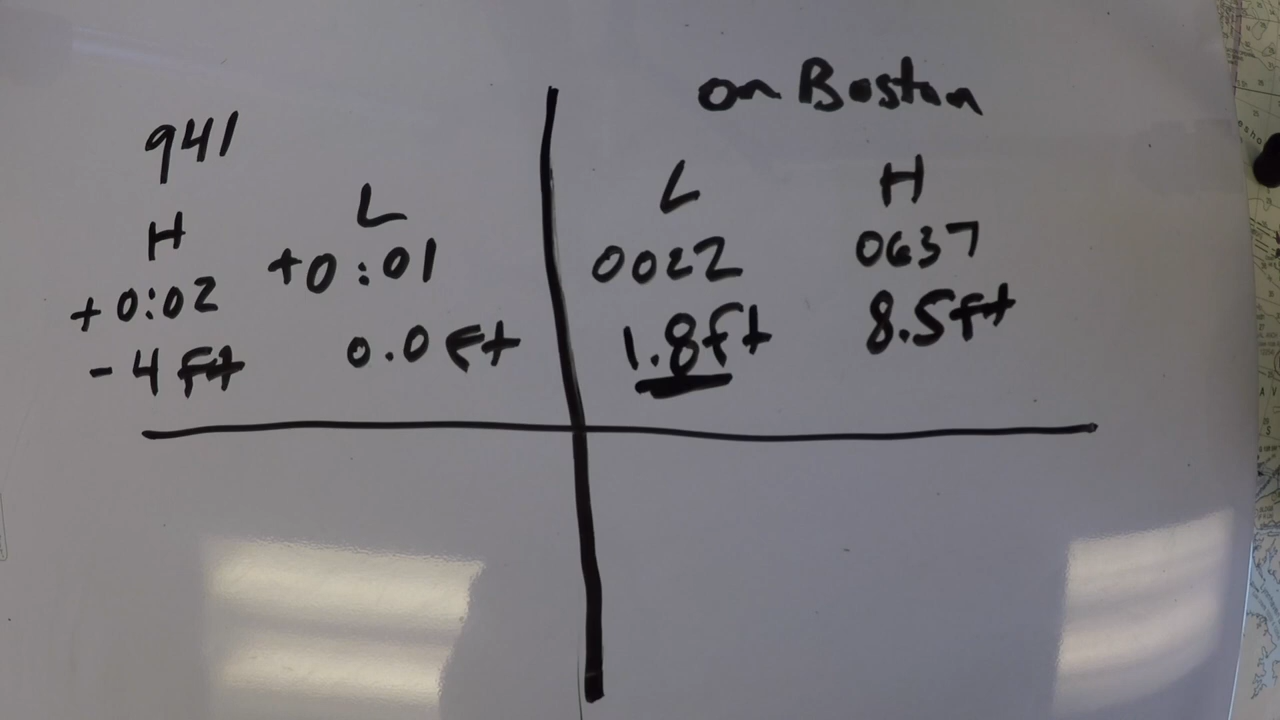 941
H L
+0:02 +0:01
-4 ft 0.0 ft
on Boston
L H
0022 0637
1.8ft 8.5ft